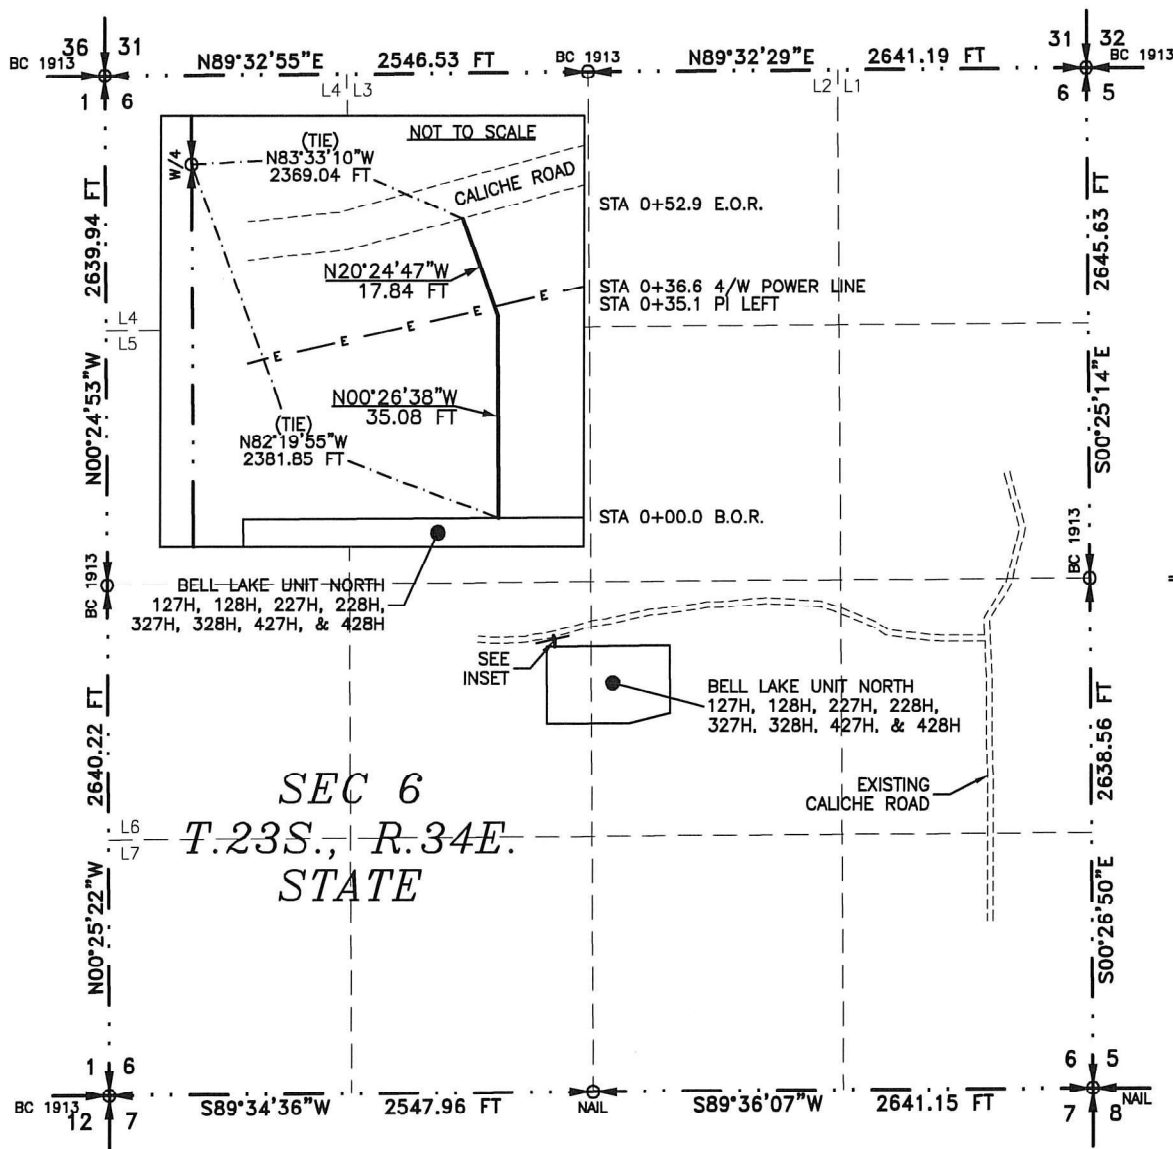 36 31
BC 1913
1 6
N89°32'55"E 2546.53 FT
BC 1913
N89°32'29"E 2641.19 FT
31 32
BC 1913
6 5
L4 L3
L2 L1
NOT TO SCALE
(TIE)
N83°33'10"W
2369.04 FT
W/4
CALICHE ROAD
STA 0+52.9 E.O.R.
N20°24'47"W
17.84 FT
STA 0+36.6 4/W POWER LINE
STA 0+35.1 PI LEFT
E E E E E
N00°26'38"W
35.08 FT
(TIE)
N82°19'55"W
2381.85 FT
STA 0+00.0 B.O.R.
N00°24'53"W 2639.94 FT
L4
L5
S00°25'14"E 2645.63 FT
BC 1913
BC 1913
BELL LAKE UNIT NORTH
127H, 128H, 227H, 228H,
327H, 328H, 427H, & 428H
SEE
INSET
BELL LAKE UNIT NORTH
127H, 128H, 227H, 228H,
327H, 328H, 427H, & 428H
EXISTING
CALICHE ROAD
N00°25'22"W 2640.22 FT
S00°26'50"E 2638.56 FT
SEC 6
T.23S., R.34E.
STATE
L6
L7
1 6
BC 1913
12 7
S89°34'36"W 2547.96 FT
NAIL
S89°36'07"W 2641.15 FT
6 5
NAIL
7 8